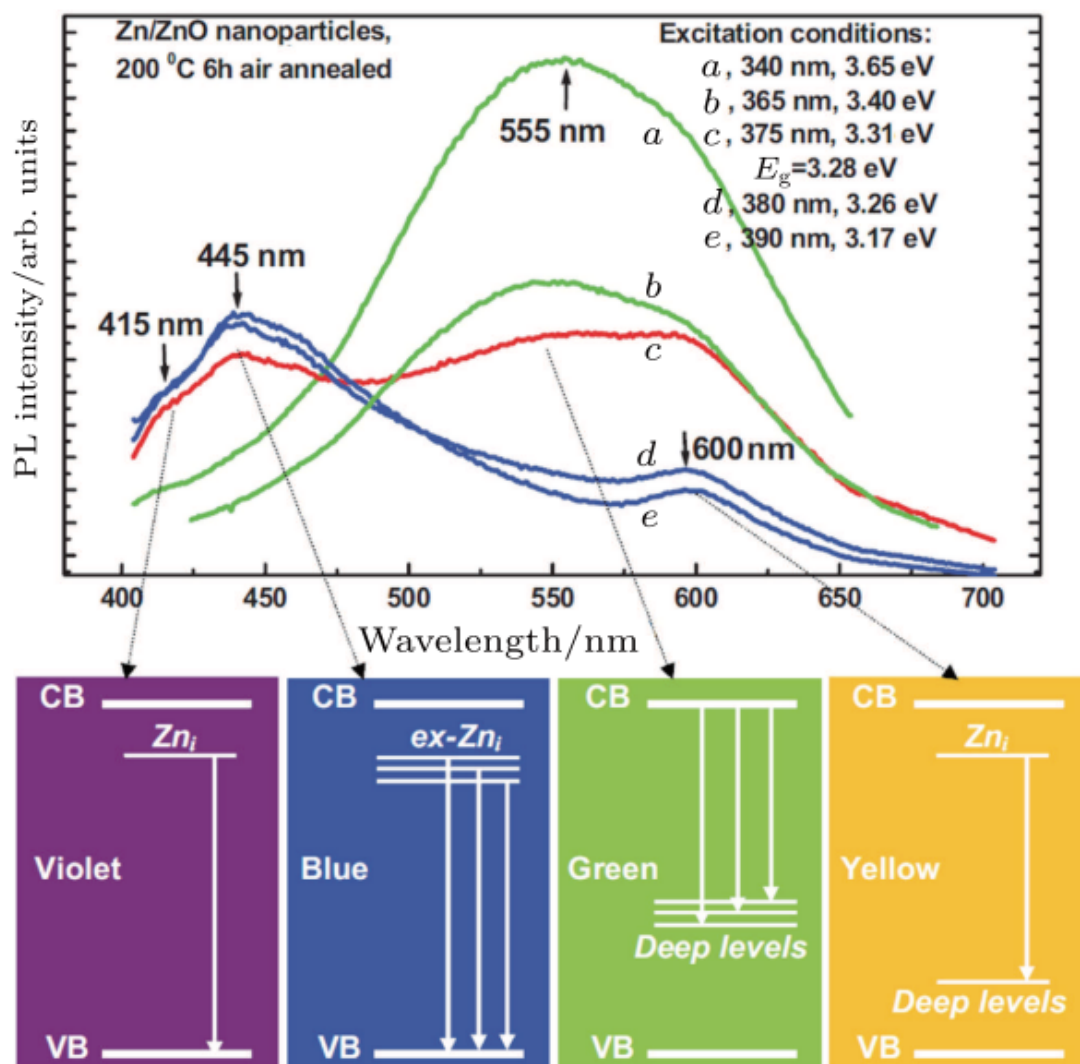 Zn/ZnO nanoparticles,
200 ⁰C 6h air annealed
Excitation conditions:
a, 340 nm, 3.65 eV
b, 365 nm, 3.40 eV
c, 375 nm, 3.31 eV
E_g=3.28 eV
d, 380 nm, 3.26 eV
e, 390 nm, 3.17 eV
555 nm
a
445 nm
415 nm
b
c
d
600 nm
e
PL intensity/arb. units
400 450 500 550 600 650 700
Wavelength/nm
CB
Zn_i
Violet
VB
CB
ex-Zn_i
Blue
VB
CB
Green
Deep levels
VB
CB
Zn_i
Yellow
Deep levels
VB